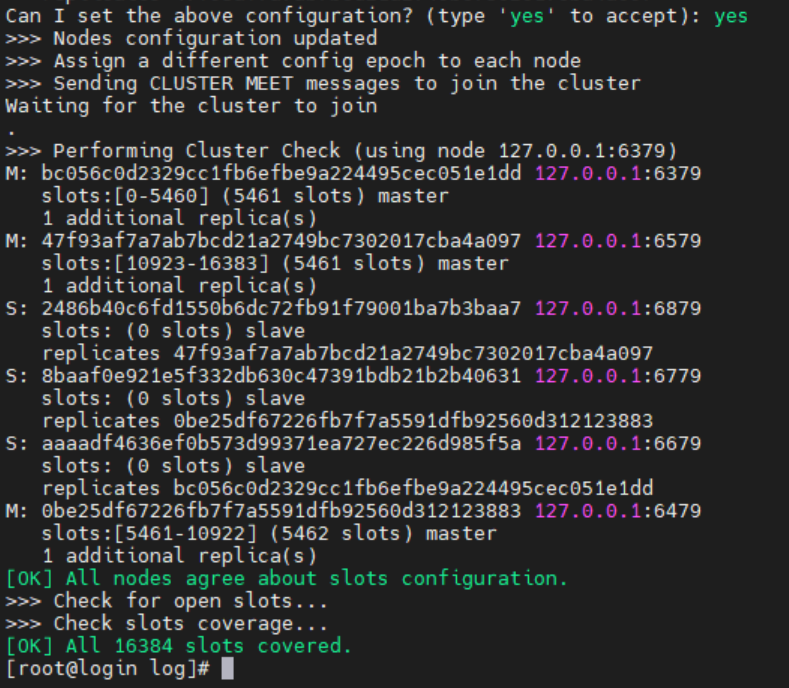 Can I set the above configuration? (type 'yes' to accept): yes
>>> Nodes configuration updated
>>> Assign a different config epoch to each node
>>> Sending CLUSTER MEET messages to join the cluster
Waiting for the cluster to join
.
>>> Performing Cluster Check (using node 127.0.0.1:6379)
M: bc056c0d2329cc1fb6efbe9a224495cec051e1dd 127.0.0.1:6379
   slots:[0-5460] (5461 slots) master
   1 additional replica(s)
M: 47f93af7a7ab7bcd21a2749bc7302017cba4a097 127.0.0.1:6579
   slots:[10923-16383] (5461 slots) master
   1 additional replica(s)
S: 2486b40c6fd1550b6dc72fb91f79001ba7b3baa7 127.0.0.1:6879
   slots: (0 slots) slave
   replicates 47f93af7a7ab7bcd21a2749bc7302017cba4a097
S: 8baaf0e921e5f332db630c47391bdb21b2b40631 127.0.0.1:6779
   slots: (0 slots) slave
   replicates 0be25df67226fb7f7a5591dfb92560d312123883
S: aaaadf4636ef0b573d99371ea727ec226d985f5a 127.0.0.1:6679
   slots: (0 slots) slave
   replicates bc056c0d2329cc1fb6efbe9a224495cec051e1dd
M: 0be25df67226fb7f7a5591dfb92560d312123883 127.0.0.1:6479
   slots:[5461-10922] (5462 slots) master
   1 additional replica(s)
[OK] All nodes agree about slots configuration.
>>> Check for open slots...
>>> Check slots coverage...
[OK] All 16384 slots covered.
[root@login log]#